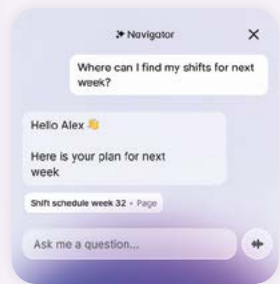 Navigator
Where can I find my shifts for next
week?
Hello Alex 👋
Here is your plan for next
week
Shift schedule week 32 • Page
Ask me a question...